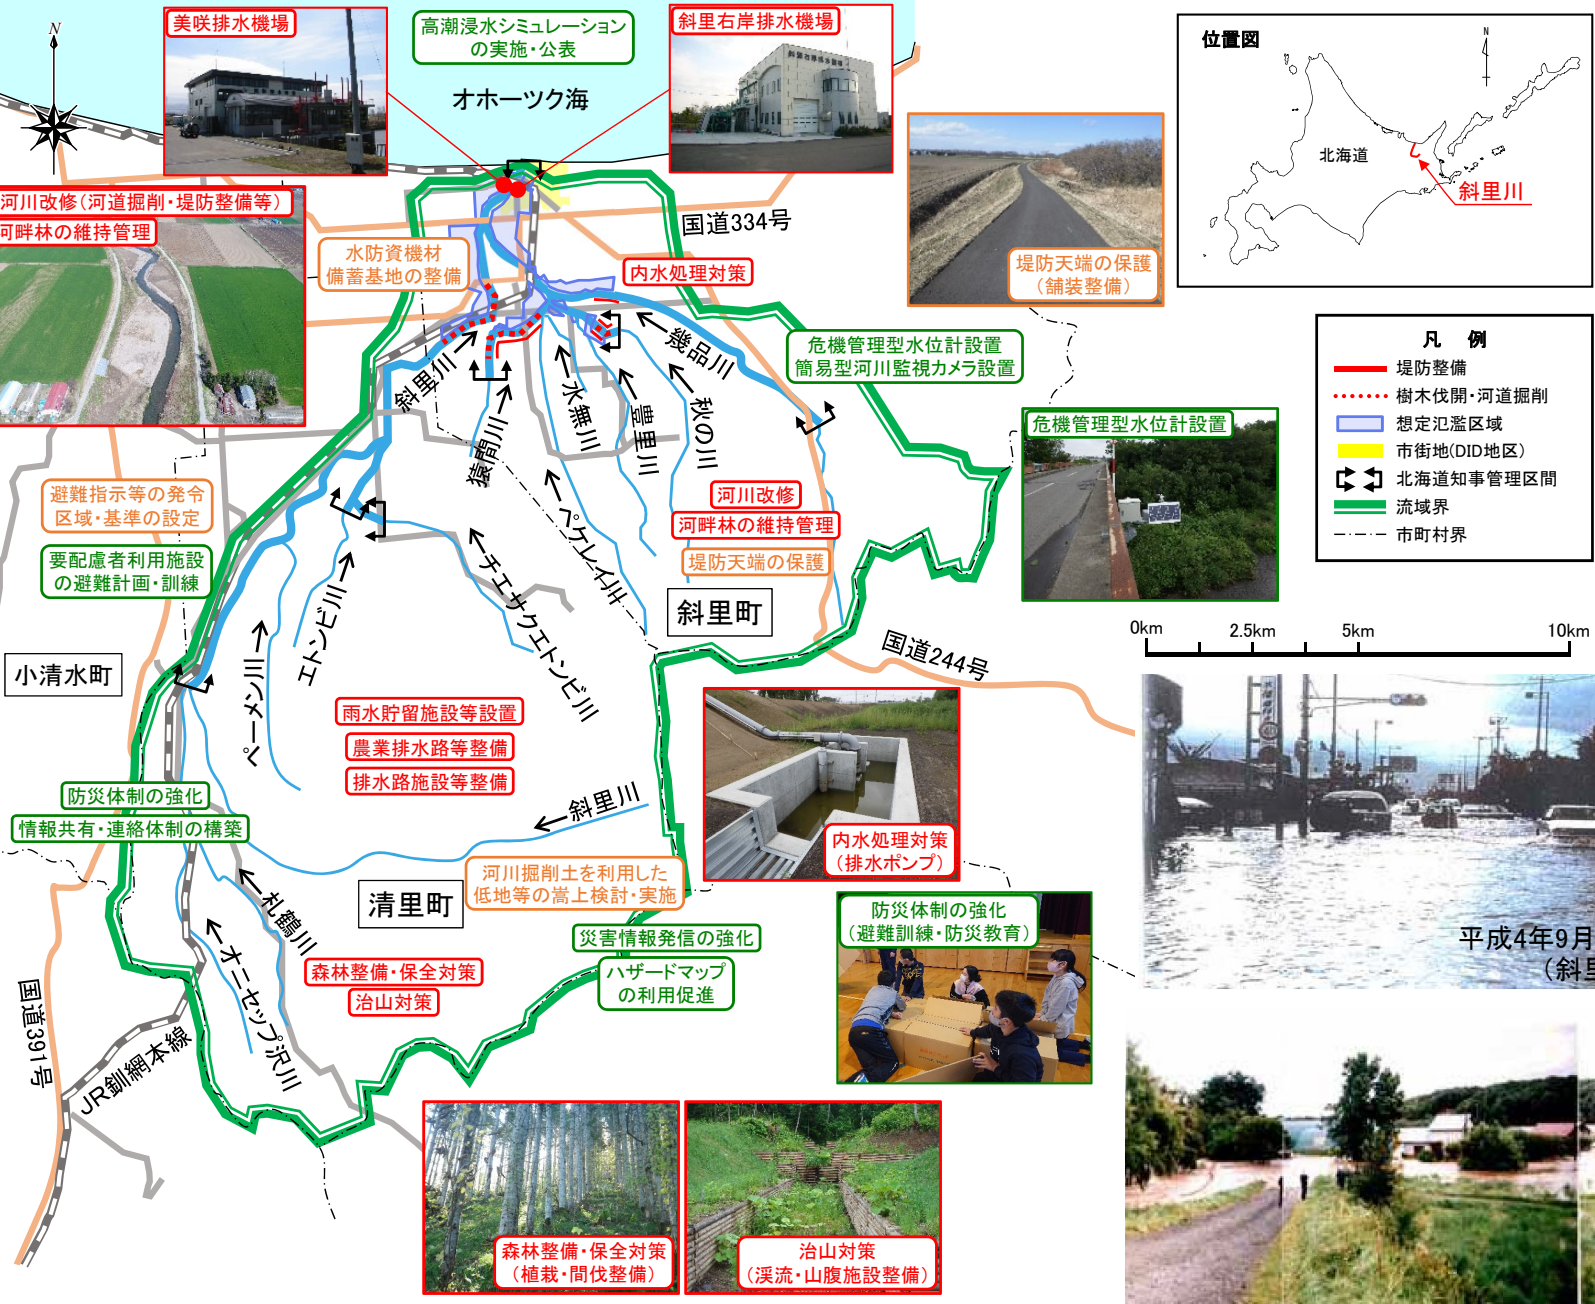 美咲排水機場
高潮浸水シミュレーション
の実施・公表
斜里右岸排水機場
オホーツク海
N
位置図
N
北海道
斜里川
河川改修(河道掘削・堤防整備等)
河畔林の維持管理
国道334号
水防資機材
備蓄基地の整備
内水処理対策
堤防天端の保護
(舗装整備)
凡 例
堤防整備
樹木伐開・河道掘削
想定氾濫区域
市街地(DID地区)
北海道知事管理区間
流域界
市町村界
危機管理型水位計設置
簡易型河川監視カメラ設置
幾品川
斜里川
猿間川
水無川
豊里川
秋の川
危機管理型水位計設置
避難指示等の発令
区域・基準の設定
要配慮者利用施設
の避難計画・訓練
河川改修
河畔林の維持管理
堤防天端の保護
ペケレイ川
斜里町
エトンビ川
チエサクエトンビ川
ペーメン川
小清水町
国道244号
0km
2.5km
5km
10km
雨水貯留施設等設置
農業排水路等整備
排水路施設等整備
防災体制の強化
情報共有・連絡体制の構築
斜里川
内水処理対策
(排水ポンプ)
河川掘削土を利用した
低地等の嵩上検討・実施
清里町
札鶴川
オニセップ沢川
防災体制の強化
(避難訓練・防災教育)
災害情報発信の強化
ハザードマップ
の利用促進
森林整備・保全対策
治山対策
平成4年9月
(斜里
国道391号
JR釧網本線
森林整備・保全対策
(植栽・間伐整備)
治山対策
(渓流・山腹施設整備)